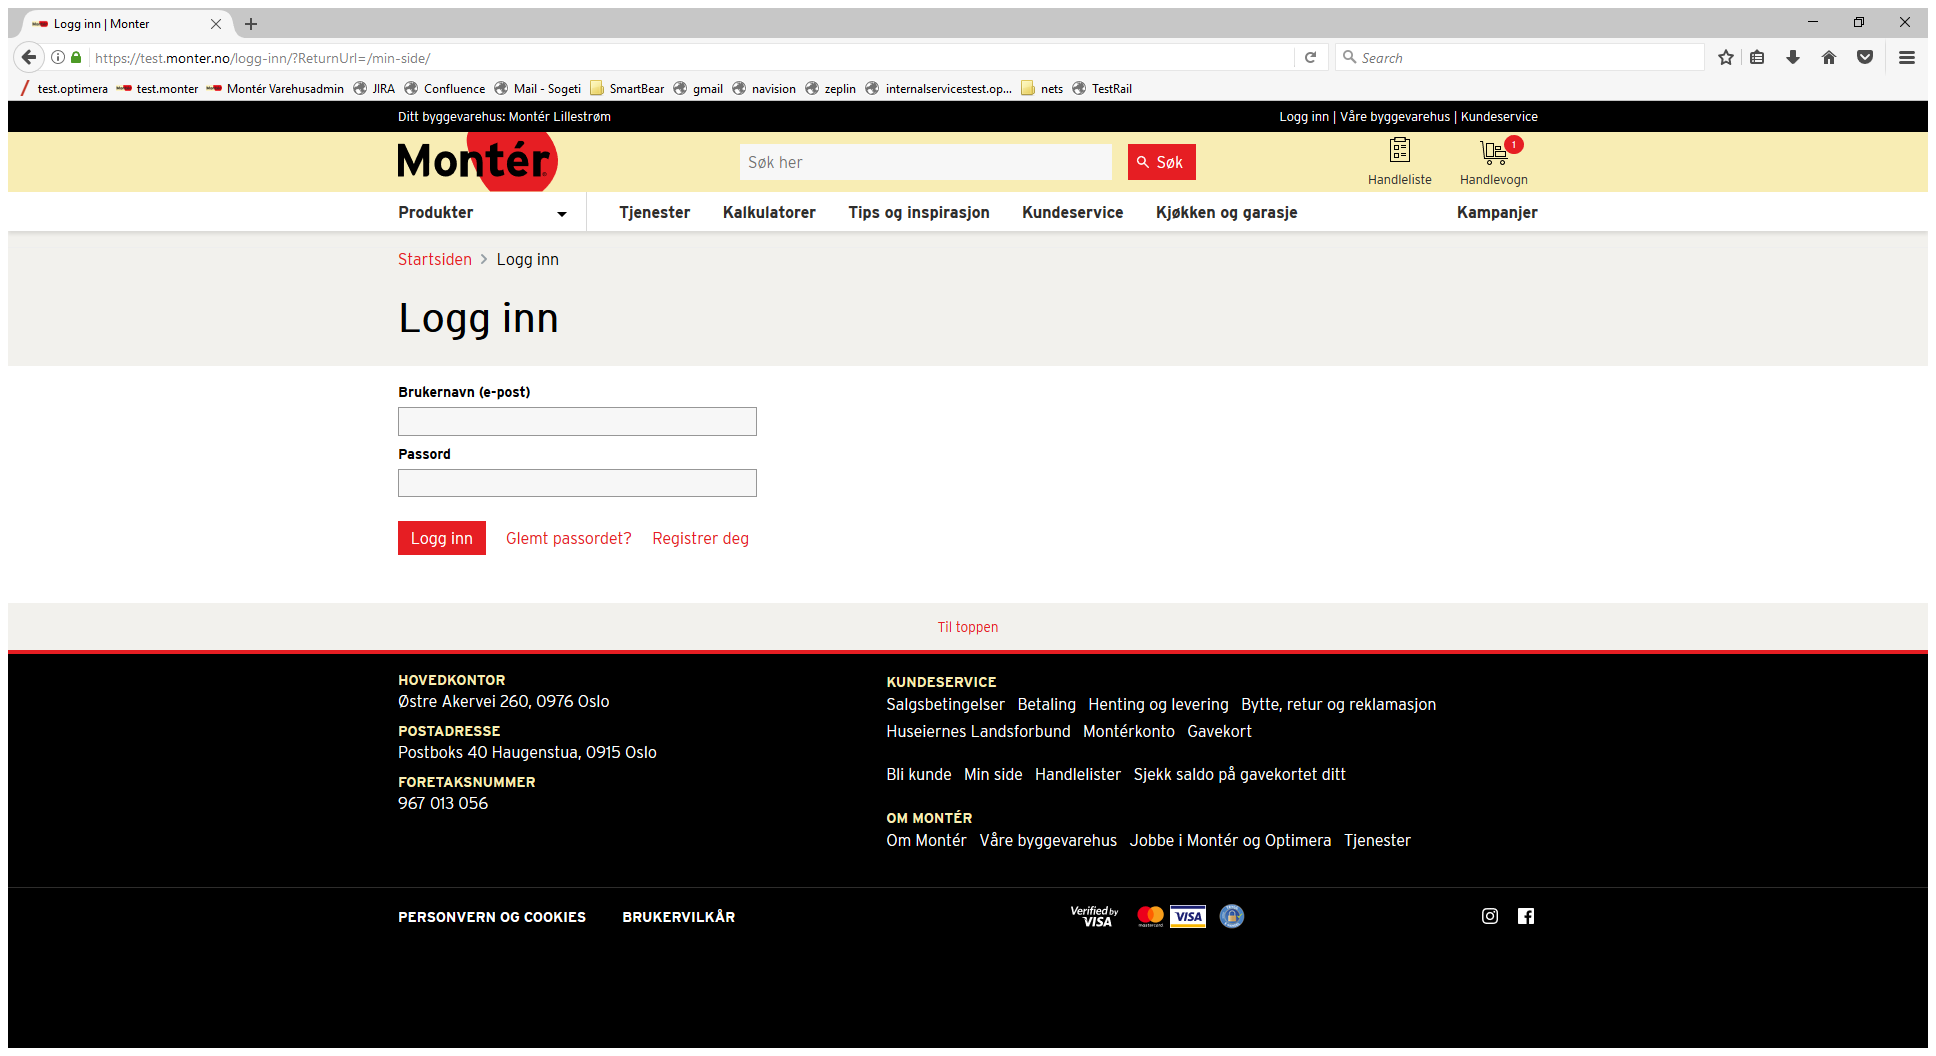 Logg inn | Monter
https://test.monter.no/logg-inn/?ReturnUrl=/min-side/
Search
test.optimera test.monter Montér Varehusadmin JIRA Confluence Mail - Sogeti SmartBear gmail navision zeplin internalservicestest.op... nets TestRail
Ditt byggevarehus: Montér Lillestrøm
Logg inn | Våre byggevarehus | Kundeservice
Montér
Søk her
Søk
Handleliste
1
Handlevogn
Produkter Tjenester Kalkulatorer Tips og inspirasjon Kundeservice Kjøkken og garasje Kampanjer
Startsiden > Logg inn
Logg inn
Brukernavn (e-post)
Passord
Logg inn Glemt passordet? Registrer deg
Til toppen
HOVEDKONTOR
Østre Akervei 260, 0976 Oslo
POSTADRESSE
Postboks 40 Haugenstua, 0915 Oslo
FORETAKSNUMMER
967 013 056
KUNDESERVICE
Salgsbetingelser Betaling Henting og levering Bytte, retur og reklamasjon
Huseiernes Landsforbund Montérkonto Gavekort
Bli kunde Min side Handlelister Sjekk saldo på gavekortet ditt
OM MONTÉR
Om Montér Våre byggevarehus Jobbe i Montér og Optimera Tjenester
PERSONVERN OG COOKIES BRUKERVILKÅR
Verified by
VISA
mastercard
VISA